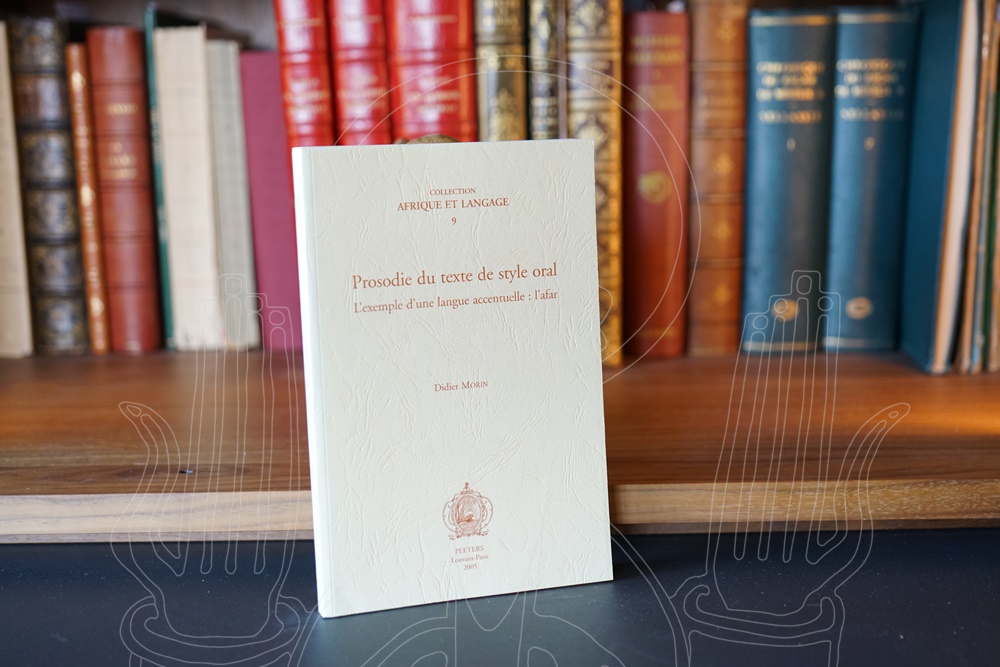 COLLECTION
AFRIQUE ET LANGAGE
9
Prosodie du texte de style oral
L'exemple d'une langue accentuelle : l'afar
Didier MORIN
PEETERS
Louvain-Paris
2005